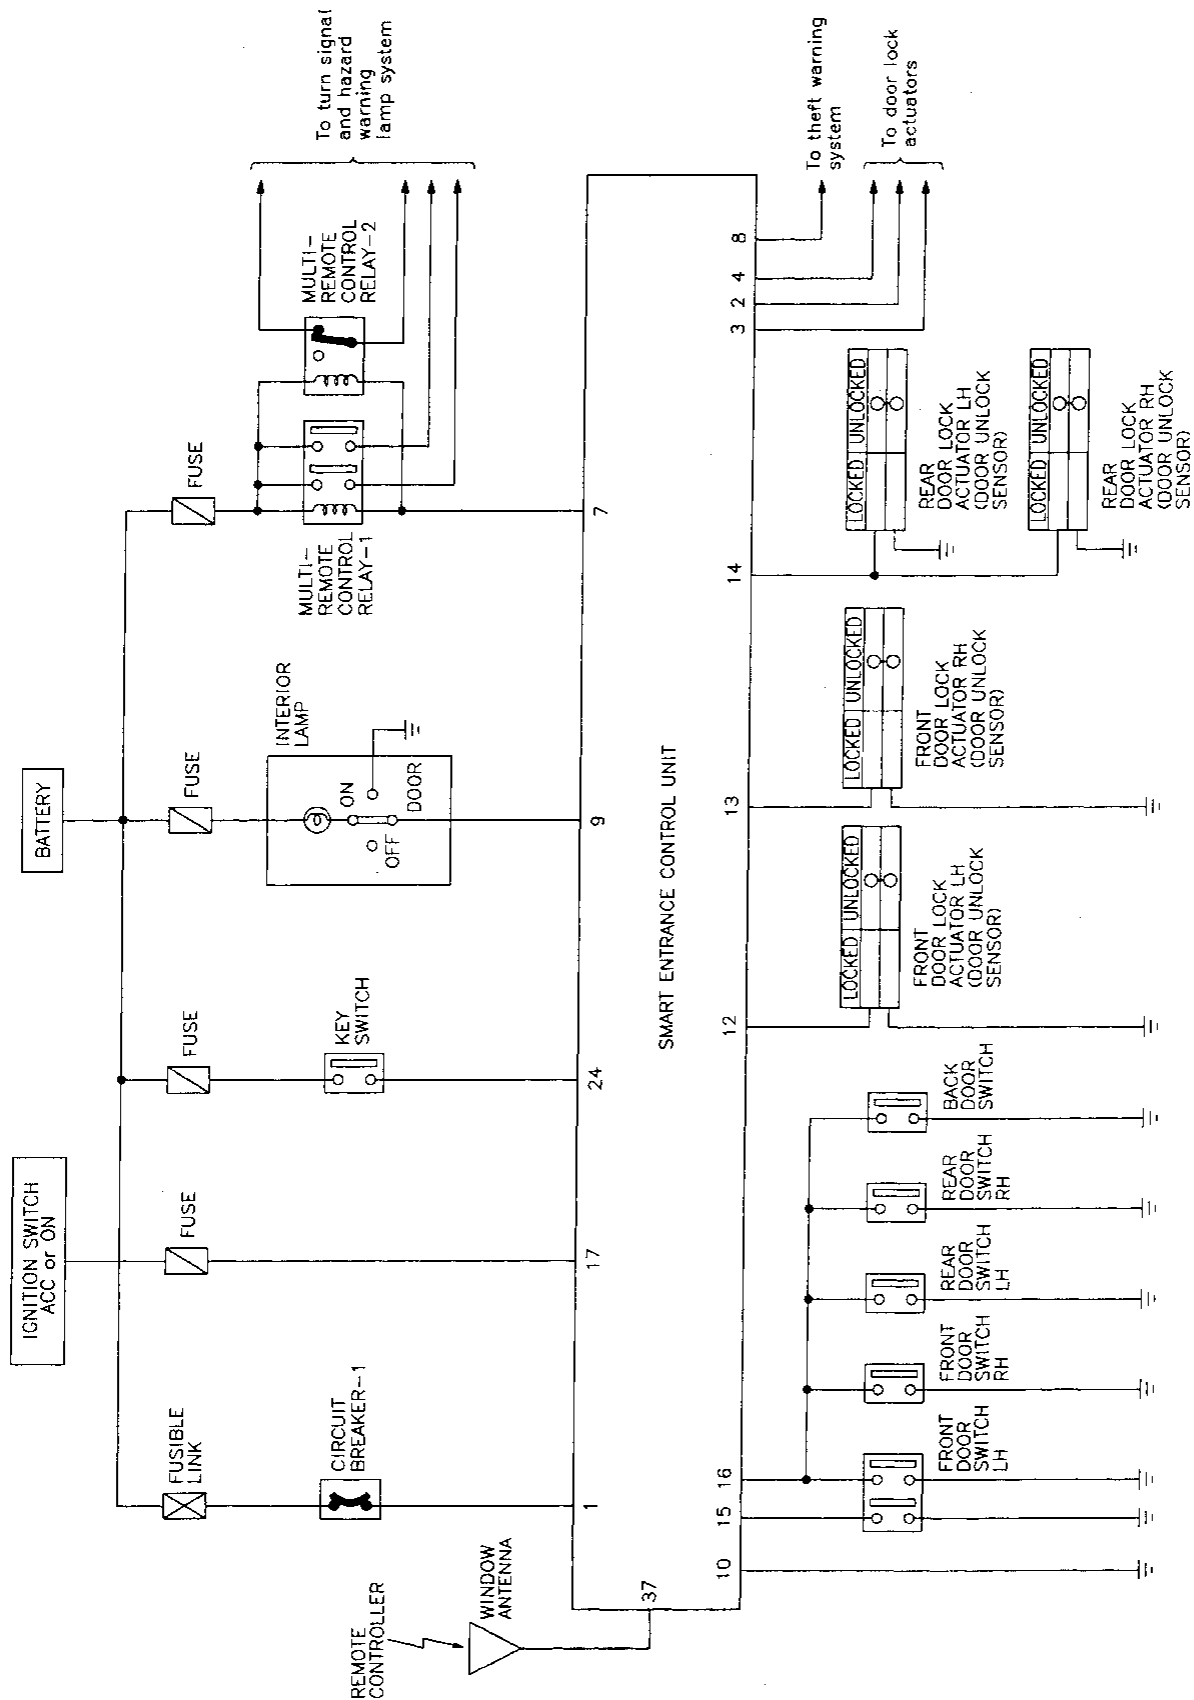 IGNITION SWITCH
ACC or ON
BATTERY
FUSIBLE
LINK
FUSE
FUSE
FUSE
FUSE
To turn signal
and hazard
warning
lamp system
CIRCUIT
BREAKER-1
KEY
SWITCH
INTERIOR
LAMP
ON
OFF
DOOR
MULTI-
REMOTE
CONTROL
RELAY-1
MULTI-
REMOTE
CONTROL
RELAY-2
REMOTE
CONTROLLER
WINDOW
ANTENNA
1
17
24
9
7
37
SMART ENTRANCE CONTROL UNIT
10
15
16
12
13
14
3
2
4
8
To theft warning
system
To door lock
actuators
FRONT
DOOR
SWITCH
LH
FRONT
DOOR
SWITCH
RH
REAR
DOOR
SWITCH
LH
REAR
DOOR
SWITCH
RH
BACK
DOOR
SWITCH
LOCKED UNLOCKED
FRONT
DOOR LOCK
ACTUATOR LH
(DOOR UNLOCK
SENSOR)
LOCKED UNLOCKED
FRONT
DOOR LOCK
ACTUATOR RH
(DOOR UNLOCK
SENSOR)
LOCKED UNLOCKED
REAR
DOOR LOCK
ACTUATOR LH
(DOOR UNLOCK
SENSOR)
LOCKED UNLOCKED
REAR
DOOR LOCK
ACTUATOR RH
(DOOR UNLOCK
SENSOR)